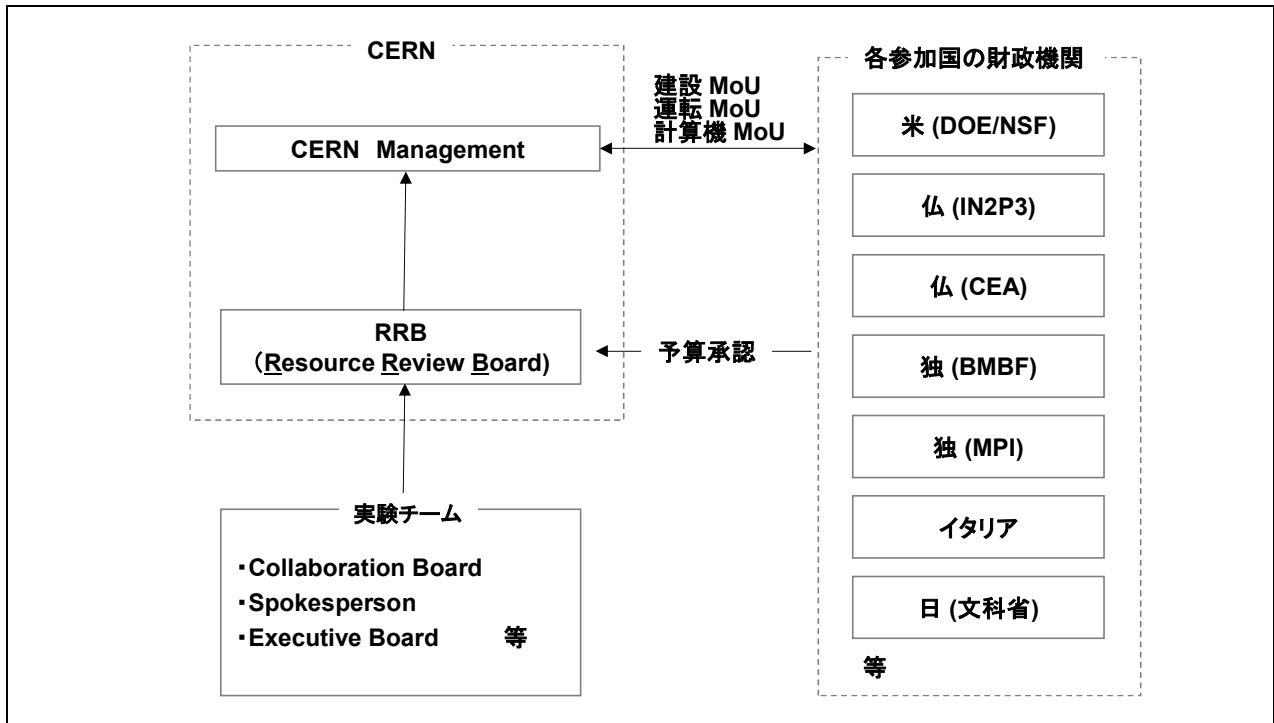 CERN
CERN Management
RRB
（Resource Review Board)
実験チーム
・Collaboration Board
・Spokesperson
・Executive Board 等
建設 MoU
運転 MoU
計算機 MoU
予算承認
各参加国の財政機関
米 (DOE/NSF)
仏 (IN2P3)
仏 (CEA)
独 (BMBF)
独 (MPI)
イタリア
日 (文科省)
等